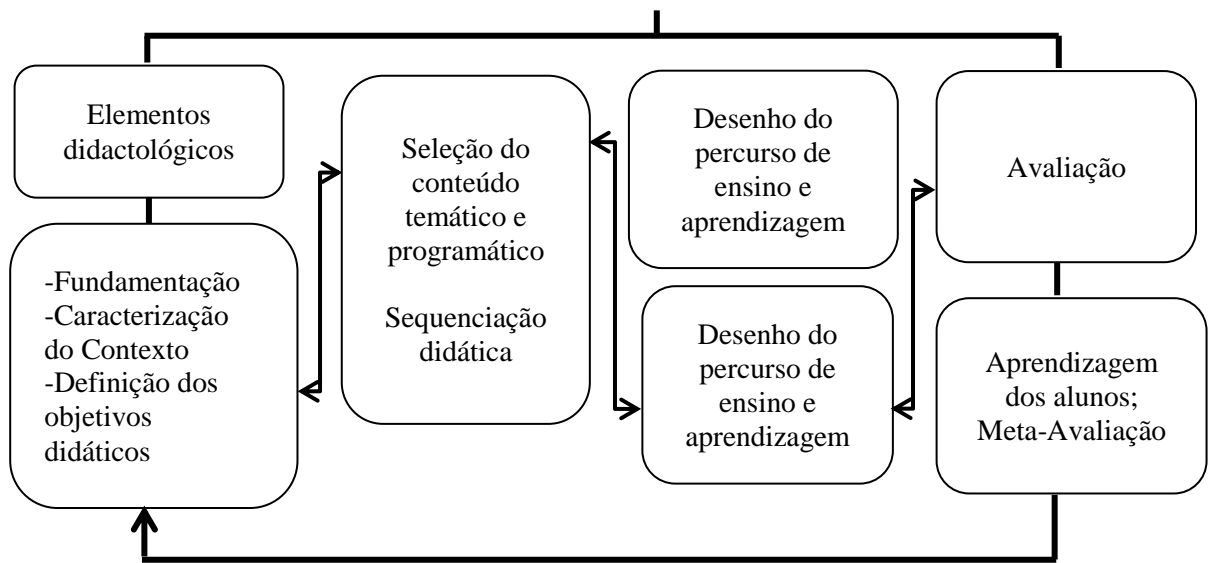 Elementos
didactológicos
-Fundamentação
-Caracterização
do Contexto
-Definição dos
objetivos
didáticos
Seleção do
conteúdo
temático e
programático
Sequenciação
didática
Desenho do
percurso de
ensino e
aprendizagem
Desenho do
percurso de
ensino e
aprendizagem
Avaliação
Aprendizagem
dos alunos;
Meta-Avaliação